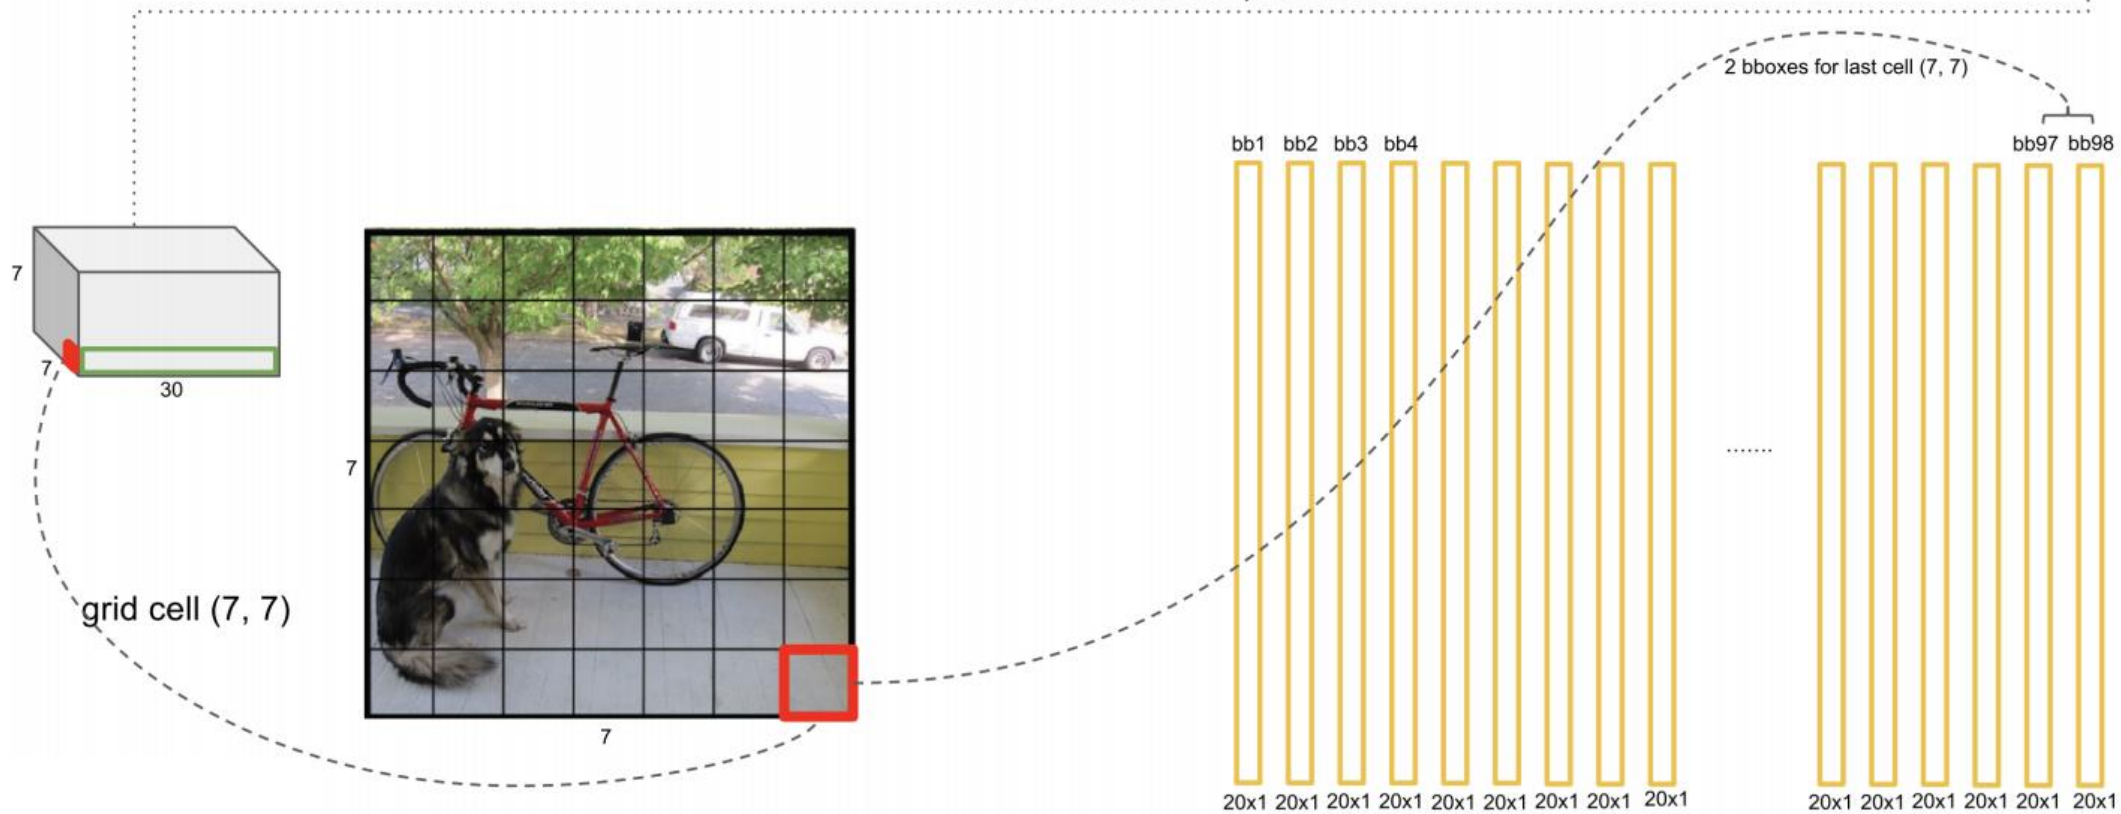 2 bboxes for last cell (7, 7)
bb1 bb2 bb3 bb4 bb97 bb98
7
7
30
7
.......
grid cell (7, 7)
7
20x1 20x1 20x1 20x1 20x1 20x1 20x1 20x1 20x1 20x1 20x1 20x1 20x1 20x1 20x1